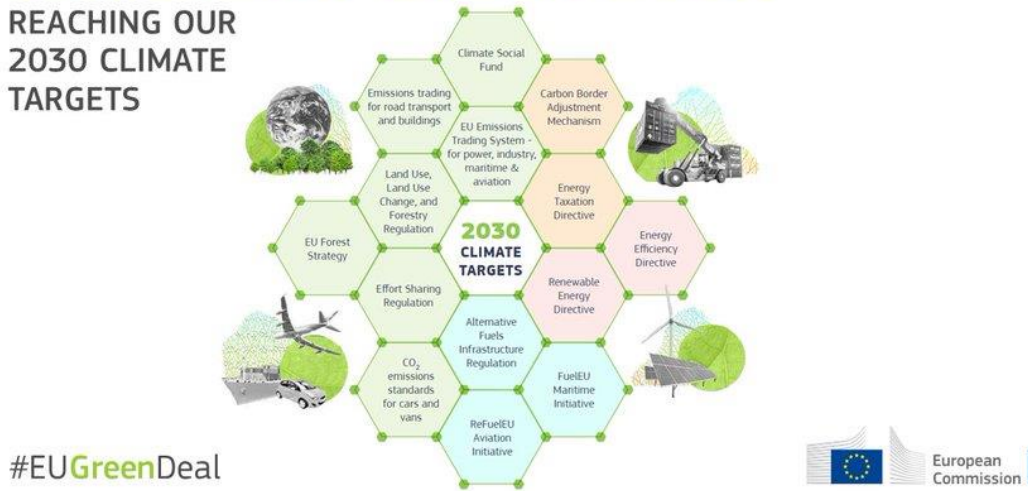 REACHING OUR
2030 CLIMATE
TARGETS
Climate Social
Fund
Emissions trading
for road transport
and buildings
Carbon Border
Adjustment
Mechanism
EU Emissions
Trading System -
for power, industry,
maritime &
aviation
Land Use,
Land Use
Change, and
Forestry
Regulation
Energy
Taxation
Directive
EU Forest
Strategy
2030
CLIMATE
TARGETS
Energy
Efficiency
Directive
Effort Sharing
Regulation
Renewable
Energy
Directive
Alternative
Fuels
Infrastructure
Regulation
CO₂
emissions
standards
for cars and
vans
FuelEU
Maritime
Initiative
ReFuelEU
Aviation
Initiative
#EUGreenDeal
European
Commission